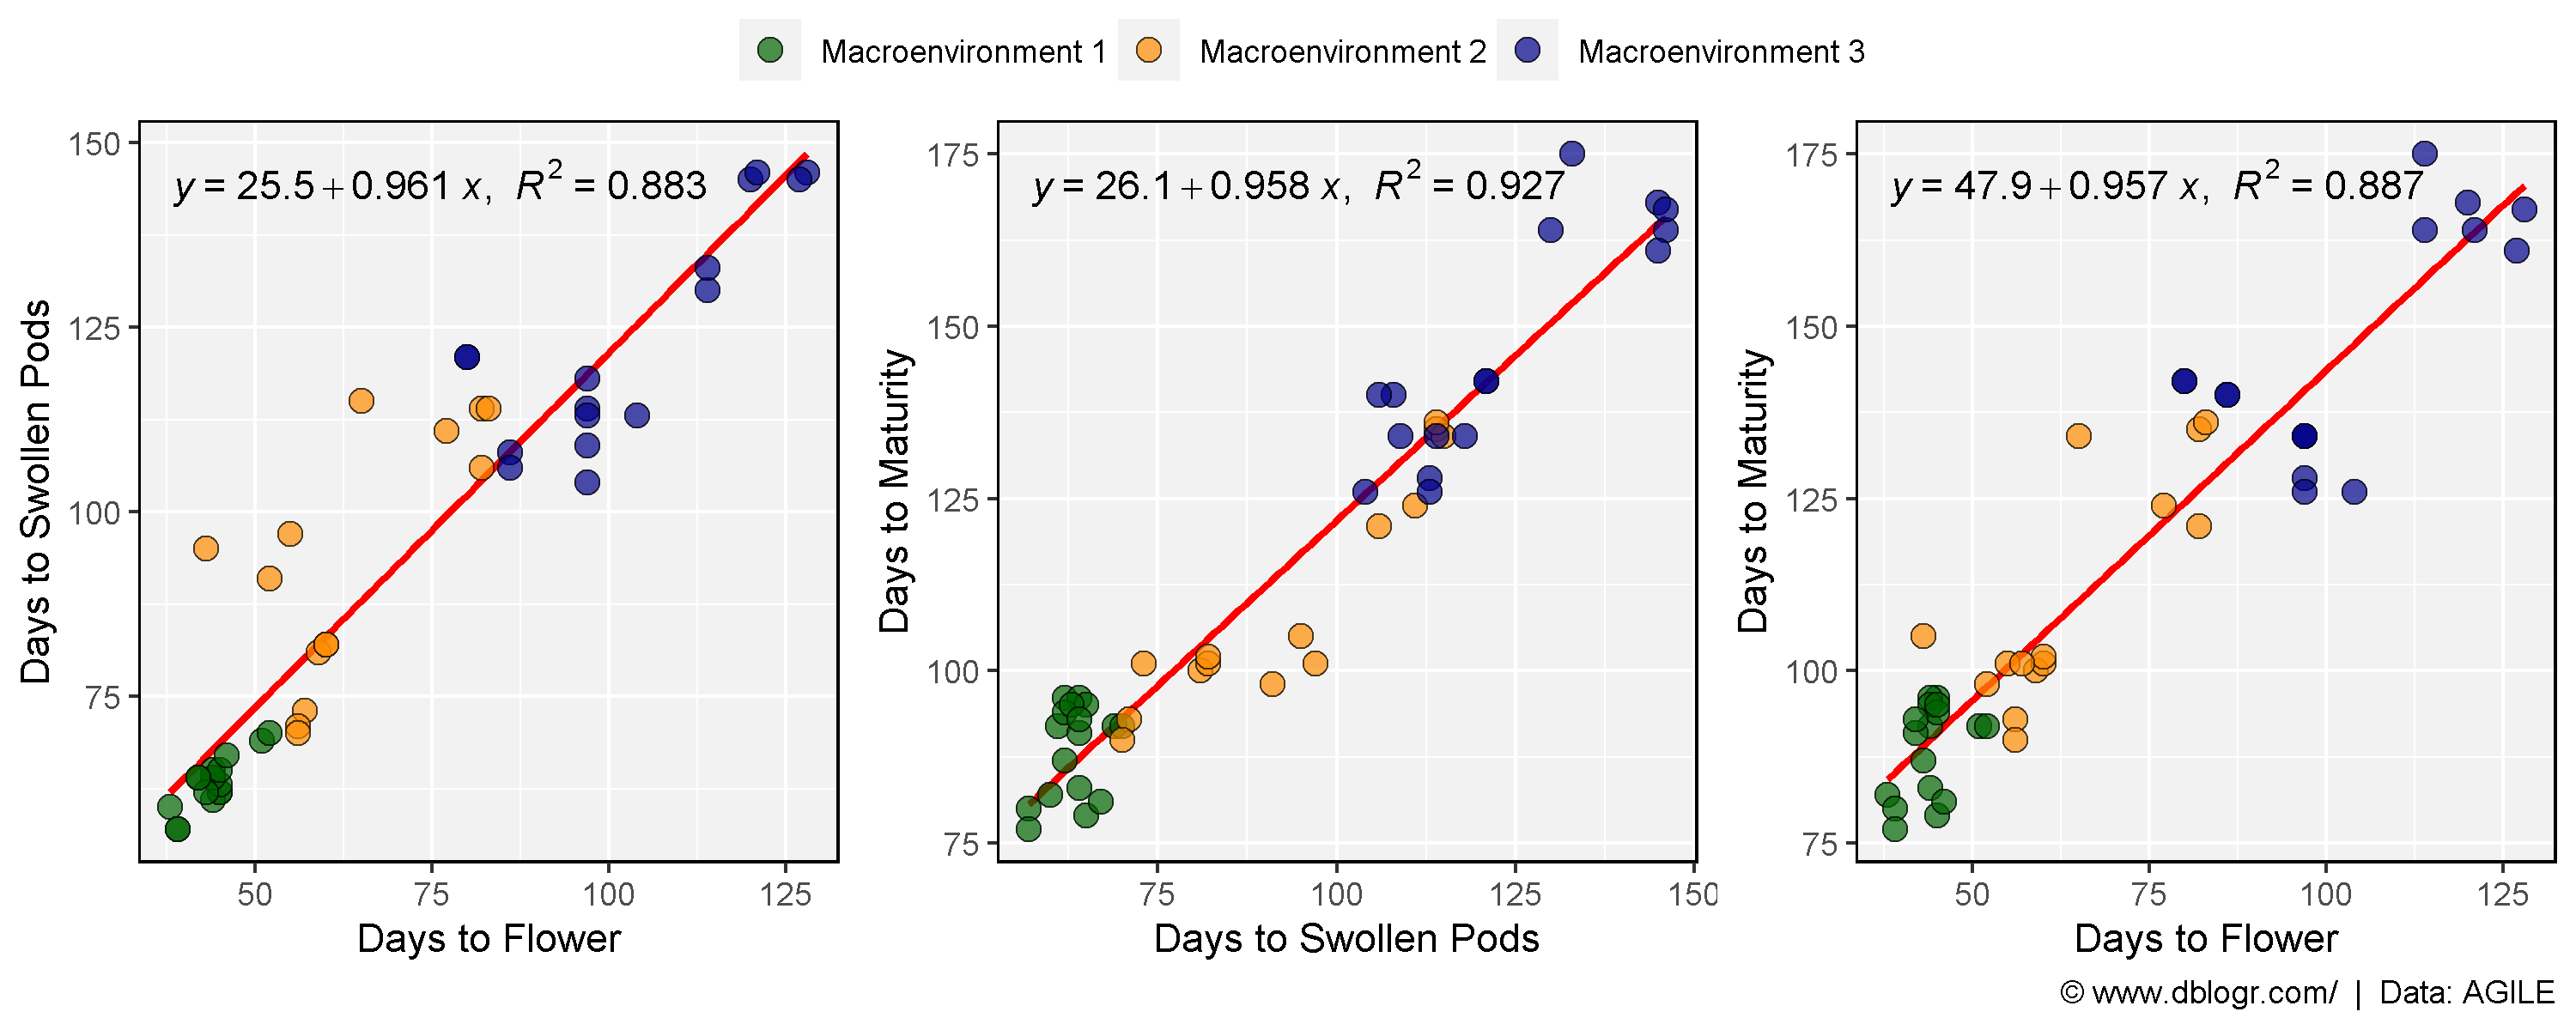 Macroenvironment 1 Macroenvironment 2 Macroenvironment 3
y = 25.5 + 0.961 x, R² = 0.883
150
125
100
75
50 75 100 125
Days to Swollen Pods
Days to Flower
y = 26.1 + 0.958 x, R² = 0.927
175
150
125
100
75
75 100 125 150
Days to Maturity
Days to Swollen Pods
y = 47.9 + 0.957 x, R² = 0.887
175
150
125
100
75
50 75 100 125
Days to Maturity
Days to Flower
© www.dblogr.com/ | Data: AGILE